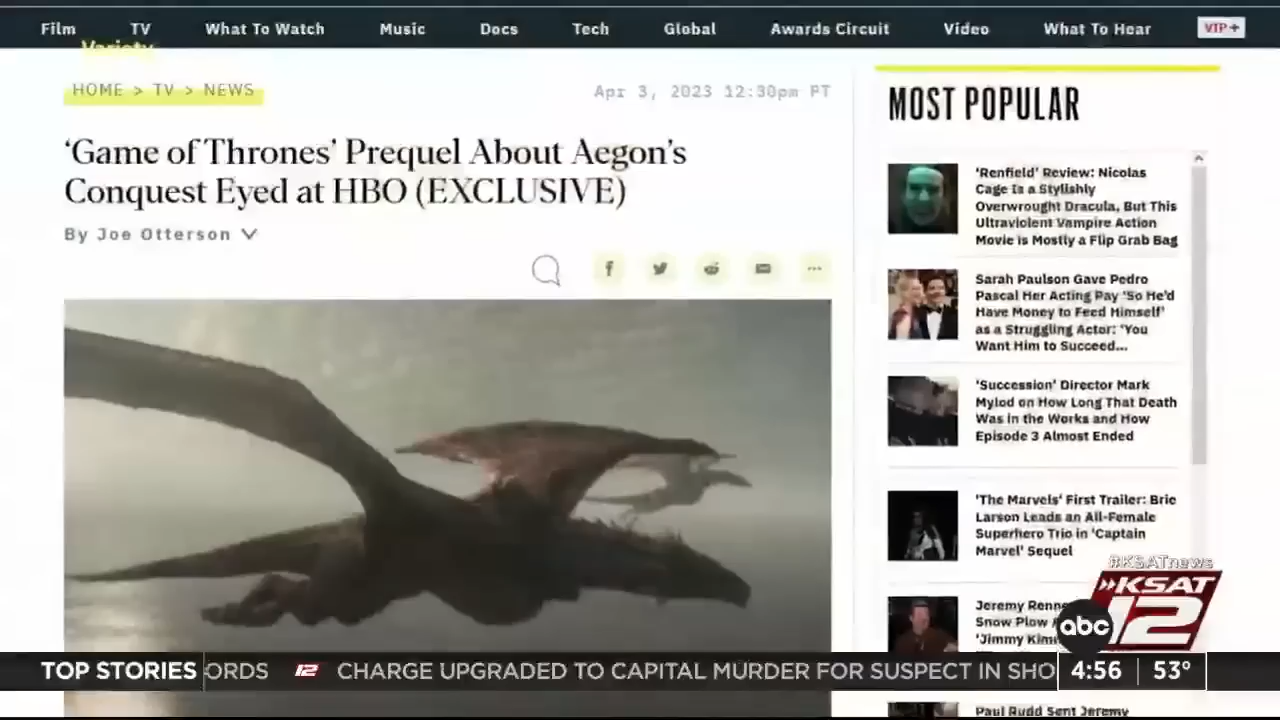 Film TV What To Watch Music Docs Tech Global Awards Circuit Video What To Hear VIP+
Variety
HOME > TV > NEWS
Apr 3, 2023 12:30pm PT
‘Game of Thrones’ Prequel About Aegon’s
Conquest Eyed at HBO (EXCLUSIVE)
By Joe Otterson
MOST POPULAR
‘Renfield’ Review: Nicolas
Cage Is a Stylishly
Overwrought Dracula, But This
Ultraviolent Vampire Action
Movie is Mostly a Flip Grab Bag
Sarah Paulson Gave Pedro
Pascal Her Acting Pay ‘So He’d
Have Money to Feed Himself’
as a Struggling Actor: ‘You
Want Him to Succeed...
‘Succession’ Director Mark
Mylod on How Long That Death
Was in the Works and How
Episode 3 Almost Ended
‘The Marvels’ First Trailer: Brie
Larson Leads an All-Female
Superhero Trio in ‘Captain
Marvel’ Sequel
Jeremy Renne
Snow Plow
‘Jimmy Kim
Paul Rudd Sent Jeremy
#KSATnews
KSAT
12
abc
TOP STORIES ORDS 12 CHARGE UPGRADED TO CAPITAL MURDER FOR SUSPECT IN SHO
4:56 53°